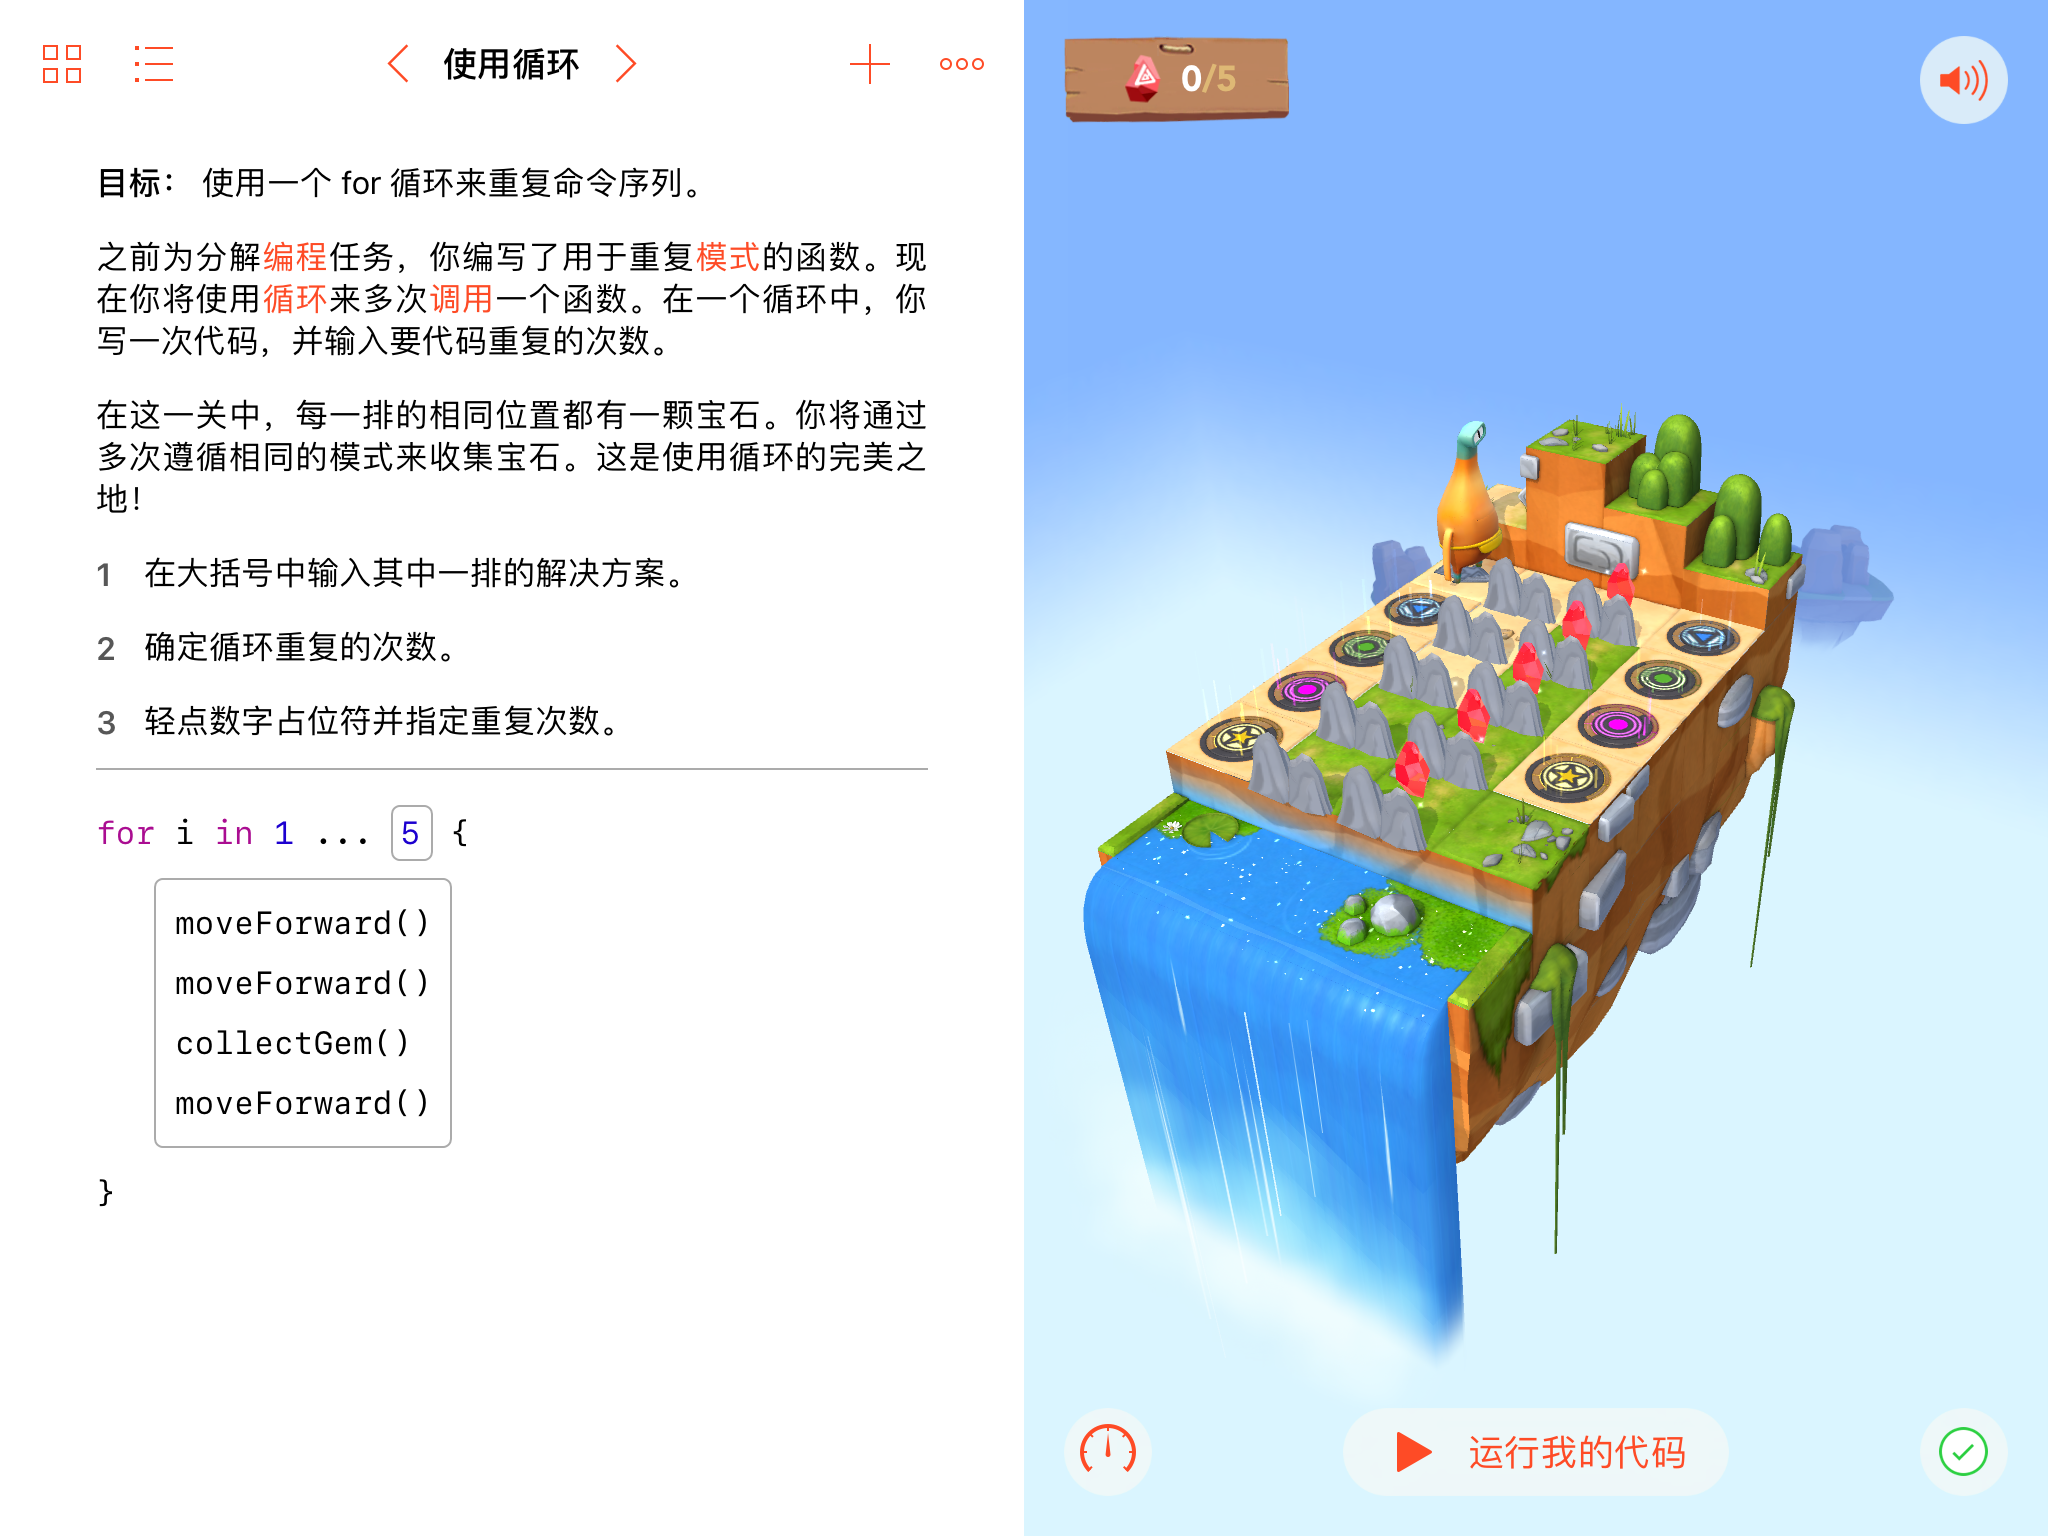 使用循环
目标： 使用一个 for 循环来重复命令序列。
之前为分解编程任务，你编写了用于重复模式的函数。现
在你将使用循环来多次调用一个函数。在一个循环中，你
写一次代码，并输入要代码重复的次数。
在这一关中，每一排的相同位置都有一颗宝石。你将通过
多次遵循相同的模式来收集宝石。这是使用循环的完美之
地！
1 在大括号中输入其中一排的解决方案。
2 确定循环重复的次数。
3 轻点数字占位符并指定重复次数。
for i in 1 ... 5 {
moveForward()
moveForward()
collectGem()
moveForward()
}
0/5
运行我的代码